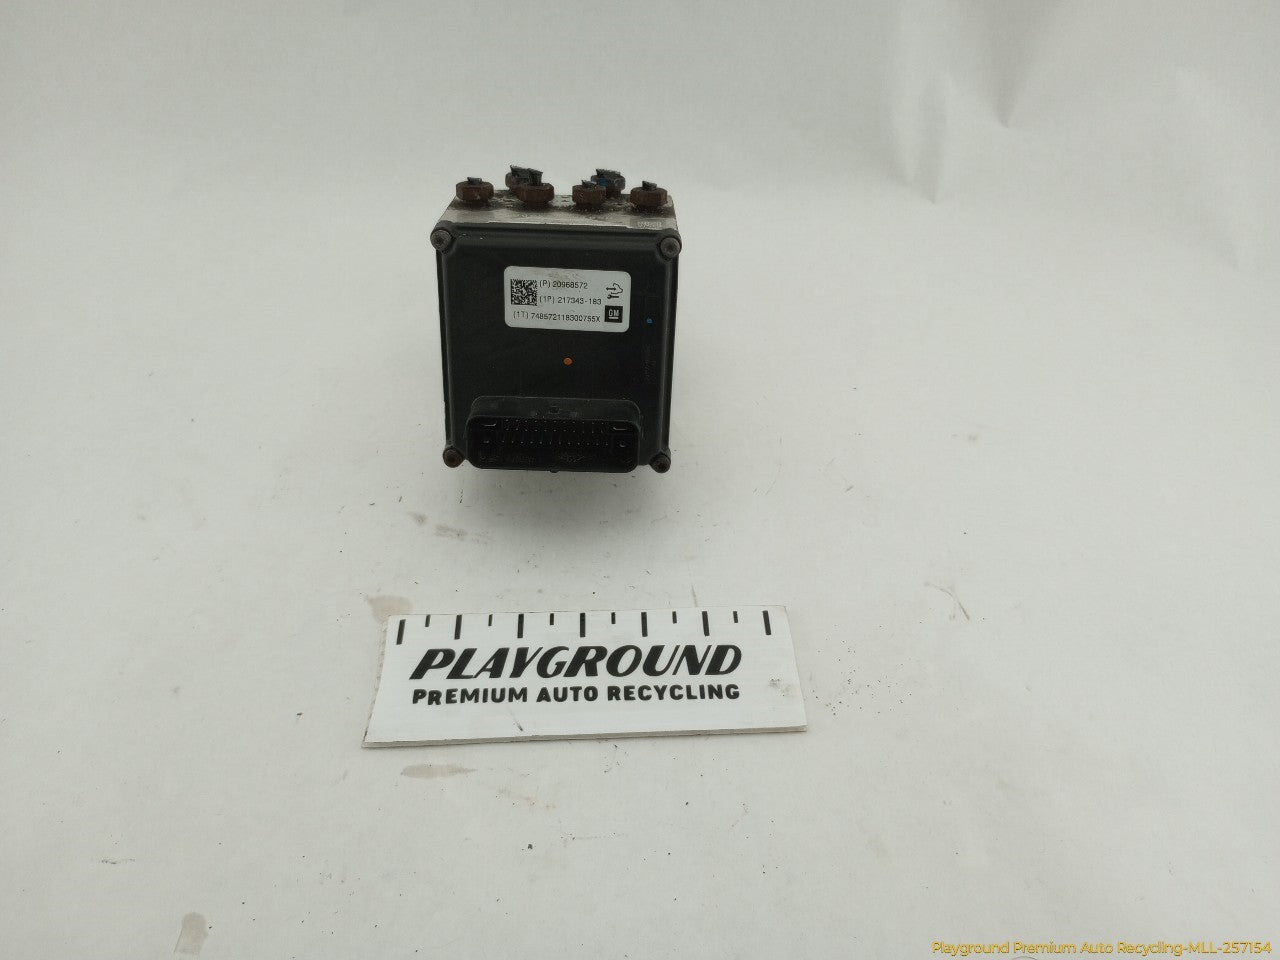 (P) 20968572
(1P) 217343-183
(1T) 748572118300755X
GM
PLAYGROUND
PREMIUM AUTO RECYCLING
Playground Premium Auto Recycling-MLL-257154